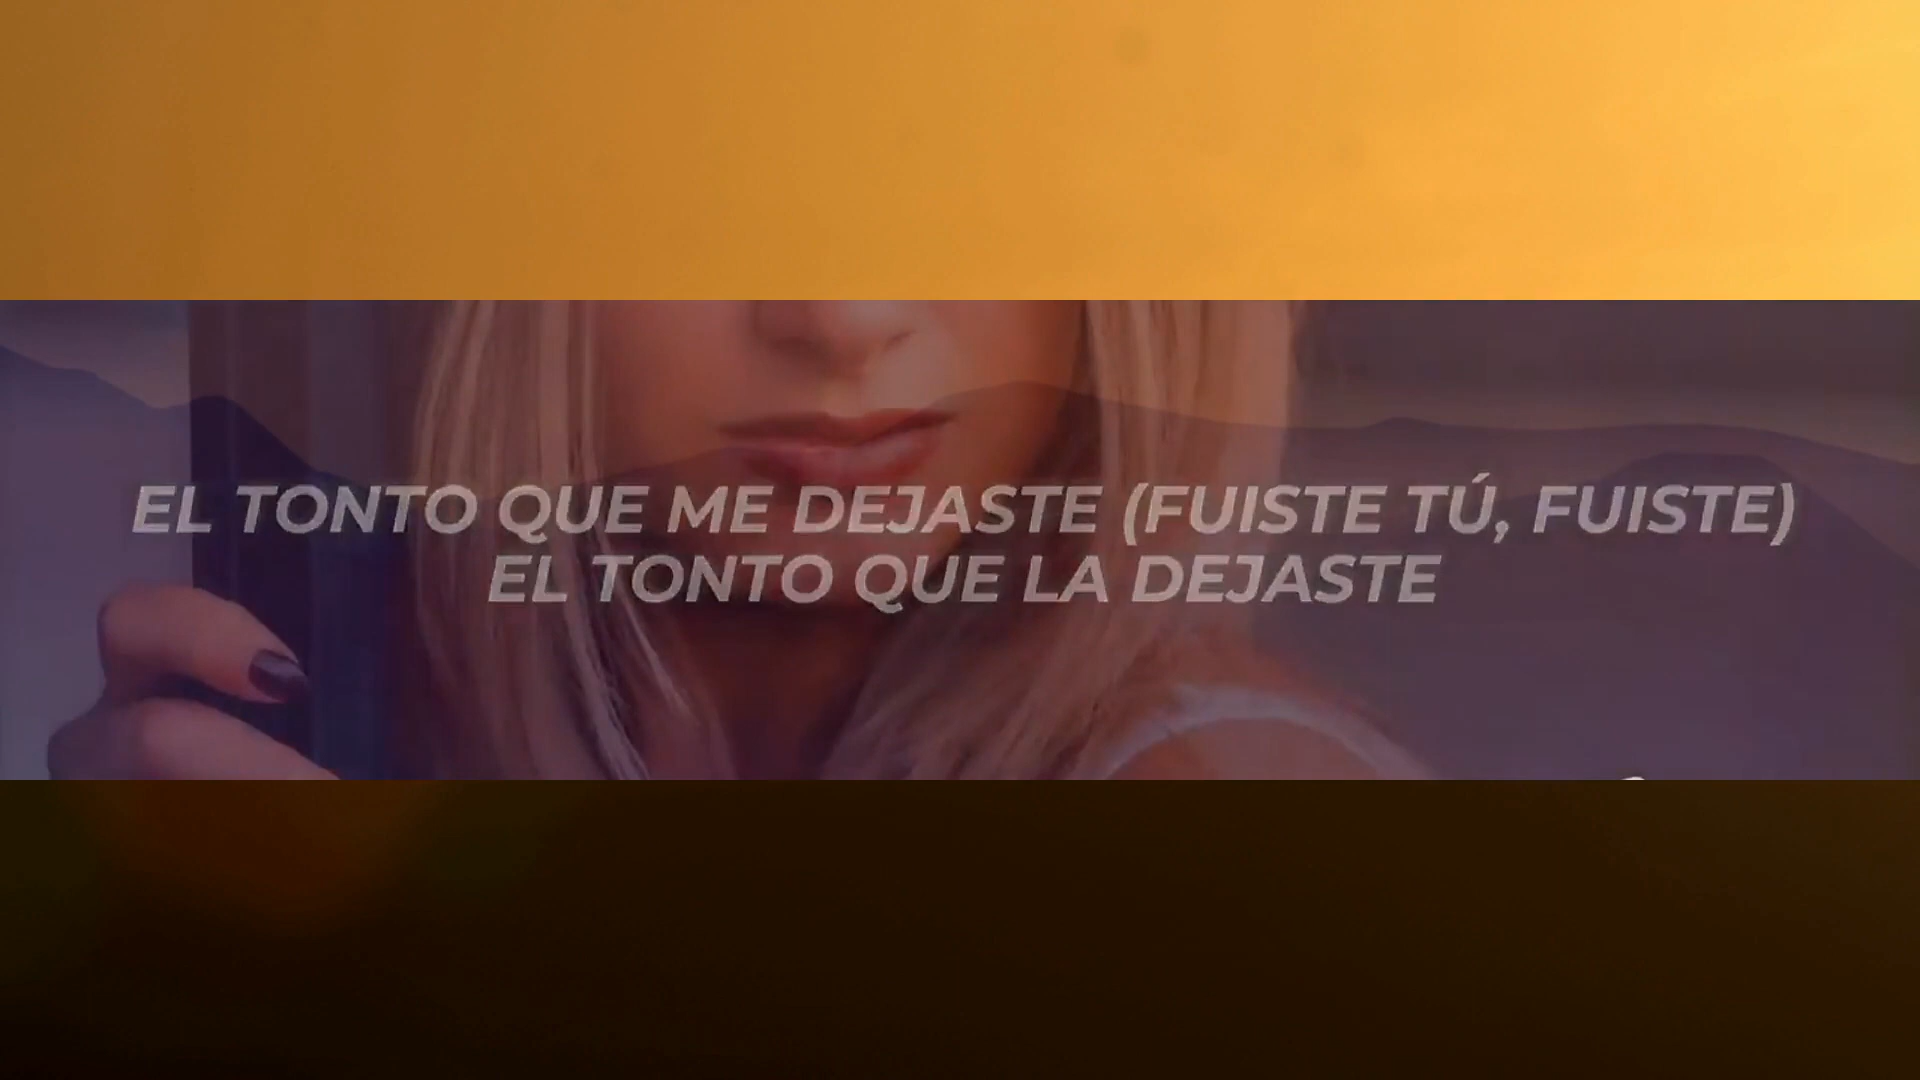 EL TONTO QUE ME DEJASTE (FUISTE TÚ, FUISTE)
EL TONTO QUE LA DEJASTE